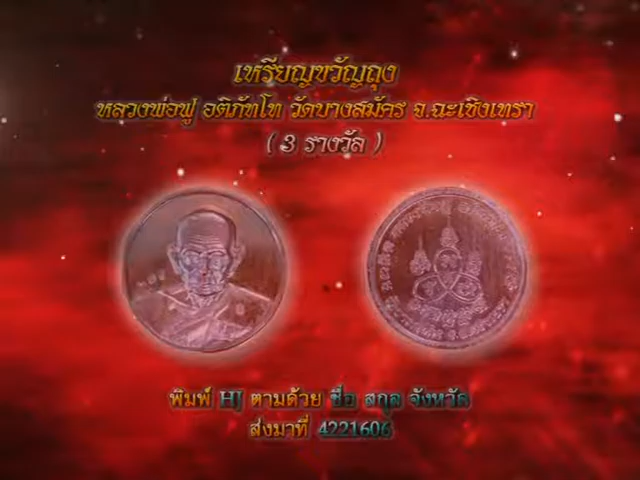 เหรียญขวัญถุง
หลวงพ่อฟู อติภัทโท วัดบางสมัคร จ.ฉะเชิงเทรา
( 3 รางวัล )
พิมพ์ HJ ตามด้วย ชื่อ สกุล จังหวัด
ส่งมาที่ 4221606